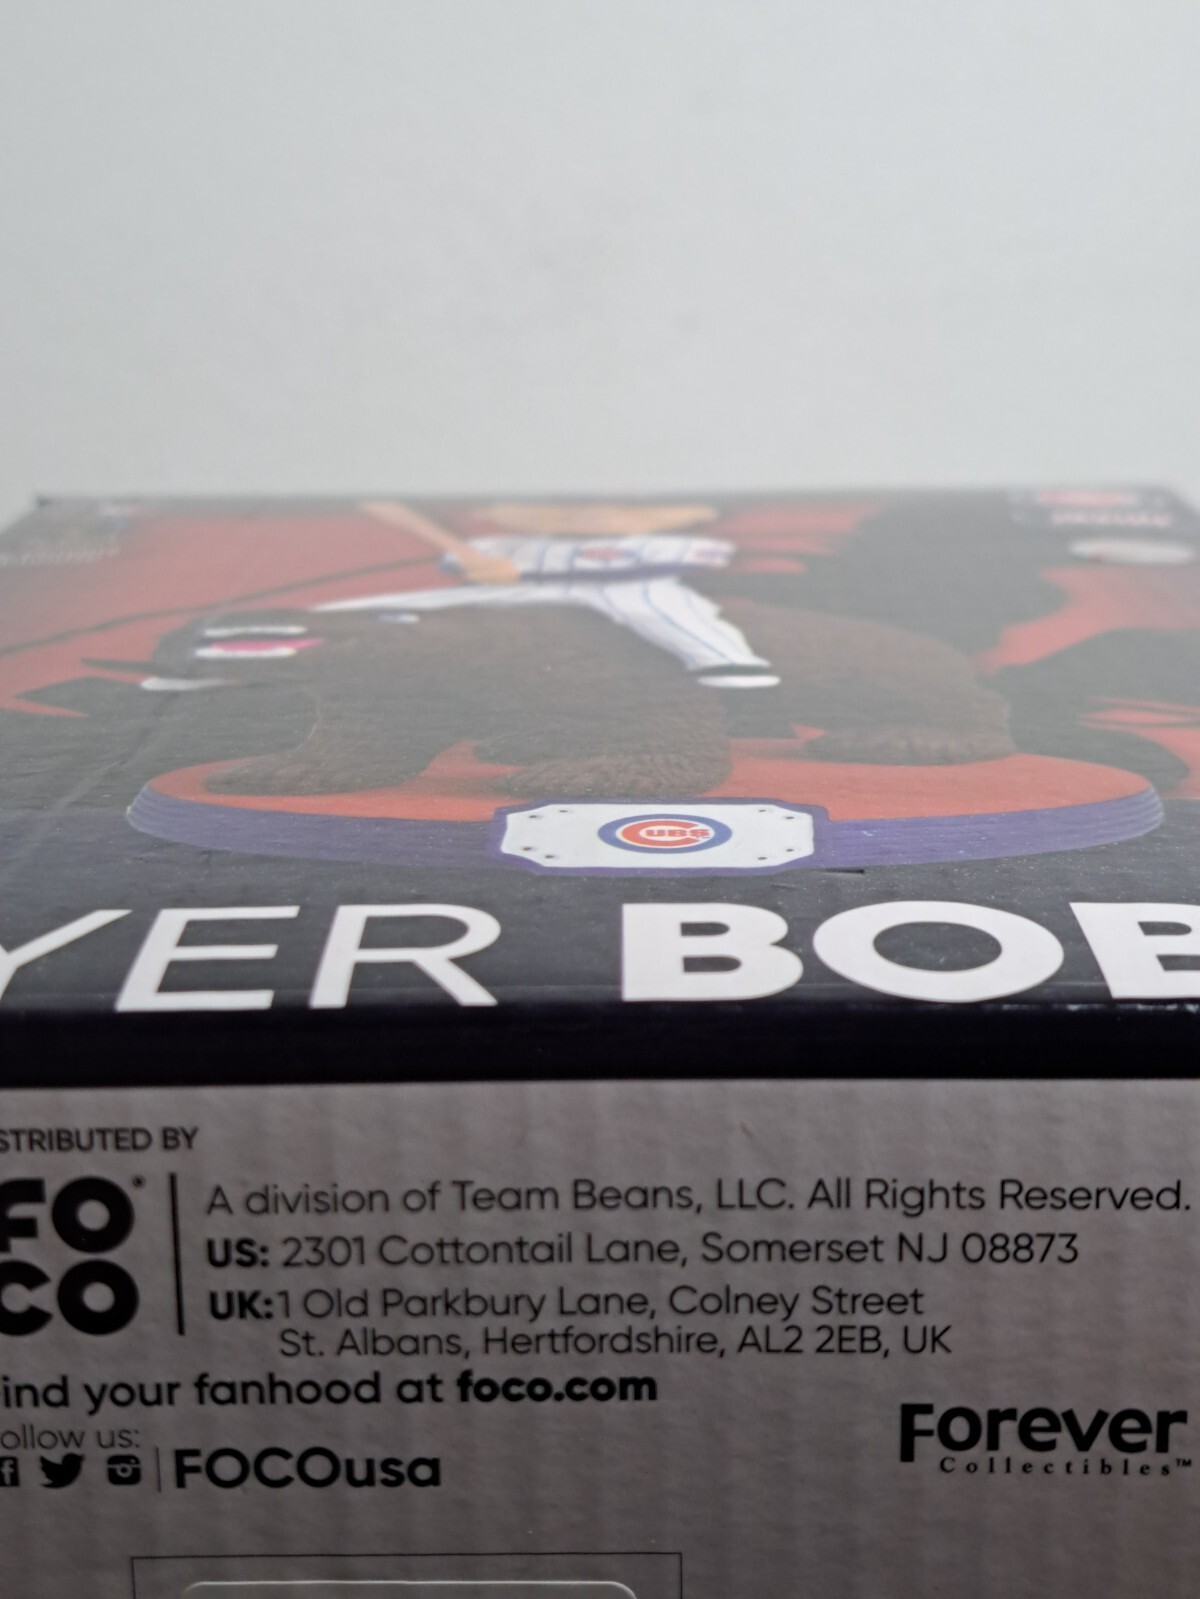 CUBS
YER BOB
STRIBUTED BY
FO
CO
A division of Team Beans, LLC. All Rights Reserved.
US: 2301 Cottontail Lane, Somerset NJ 08873
UK: 1 Old Parkbury Lane, Colney Street
St. Albans, Hertfordshire, AL2 2EB, UK
ind your fanhood at foco.com
ollow us:
FOCOusa
Forever
Collectibles™